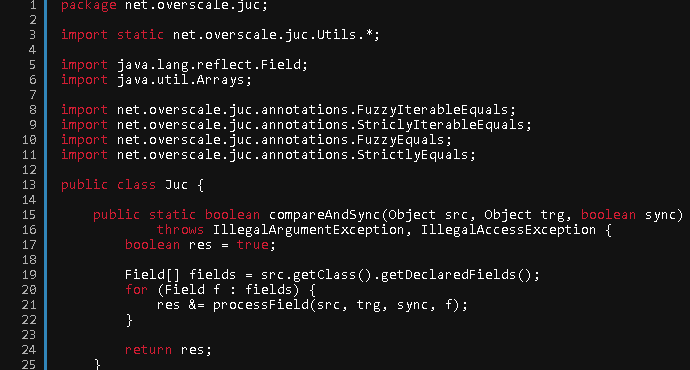 1 package net.overscale.juc;
2
3 import static net.overscale.juc.Utils.*;
4
5 import java.lang.reflect.Field;
6 import java.util.Arrays;
7
8 import net.overscale.juc.annotations.FuzzyIterableEquals;
9 import net.overscale.juc.annotations.StriclyIterableEquals;
10 import net.overscale.juc.annotations.FuzzyEquals;
11 import net.overscale.juc.annotations.StrictlyEquals;
12
13 public class Juc {
14
15     public static boolean compareAndSync(Object src, Object trg, boolean sync)
16             throws IllegalArgumentException, IllegalAccessException {
17         boolean res = true;
18
19         Field[] fields = src.getClass().getDeclaredFields();
20         for (Field f : fields) {
21             res &= processField(src, trg, sync, f);
22         }
23
24         return res;
25     }